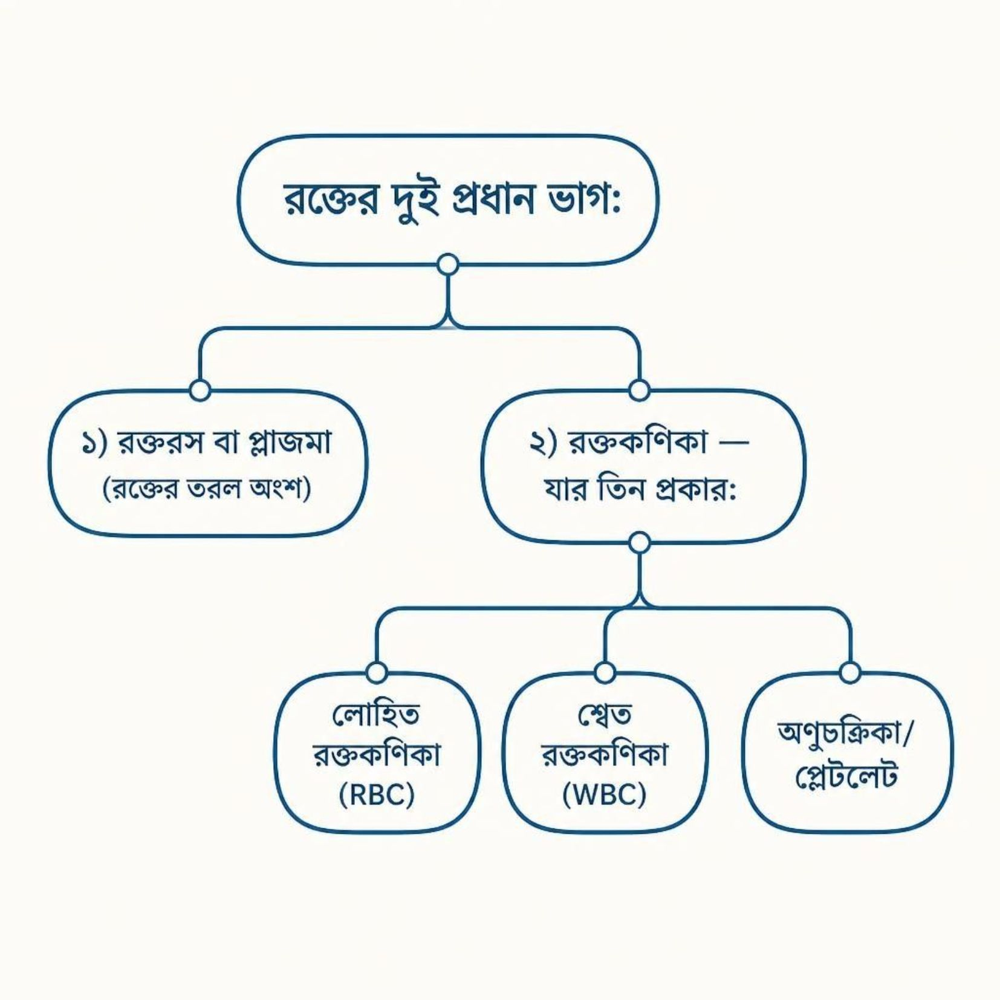 রক্তের দুই প্রধান ভাগ:
১) রক্তরস বা প্লাজমা
(রক্তের তরল অংশ)
২) রক্তকণিকা —
যার তিন প্রকার:
লোহিত
রক্তকণিকা
(RBC)
শ্বেত
রক্তকণিকা
(WBC)
অণুচক্রিকা/
প্লেটলেট